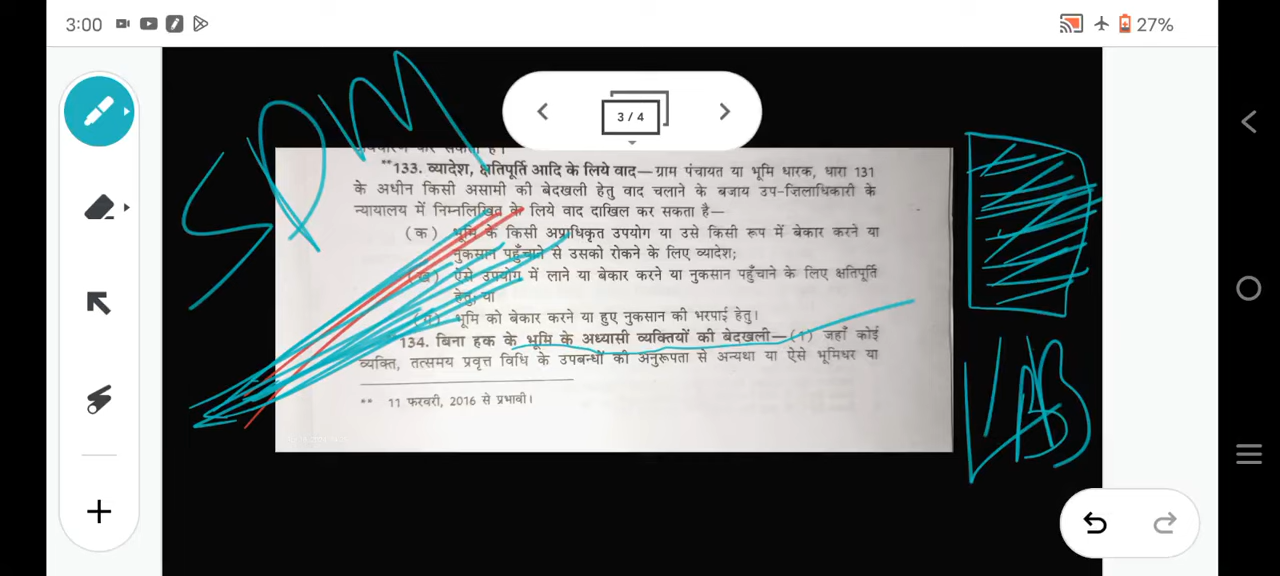 3:00
27%
SDM
3 / 4
**133. व्यादेश, क्षतिपूर्ति आदि के लिये वाद—ग्राम पंचायत या भूमि धारक, धारा 131
के अधीन किसी असामी की बेदखली हेतु वाद चलाने के बजाय उप-ज़िलाधिकारी के
न्यायालय में निम्नलिखित के लिये वाद दाखिल कर सकता है—
(क) भूमि के किसी अप्राधिकृत उपयोग या उसे किसी रूप में बेकार करने या
नुकसान पहुँचाने से उसको रोकने के लिए व्यादेश;
(ख) ऐसे उपयोग में लाने या बेकार करने या नुकसान पहुँचाने के लिए क्षतिपूर्ति
हेतु; या
(ग) भूमि को बेकार करने या हुए नुकसान की भरपाई हेतु।
134. बिना हक के भूमि के अध्यासी व्यक्तियों की बेदखली—(1) जहाँ कोई
व्यक्ति, तत्समय प्रवृत्त विधि के उपबन्धों की अनुरूपता से अन्यथा या ऐसे भूमिधर या
** 11 फरवरी, 2016 से प्रभावी।